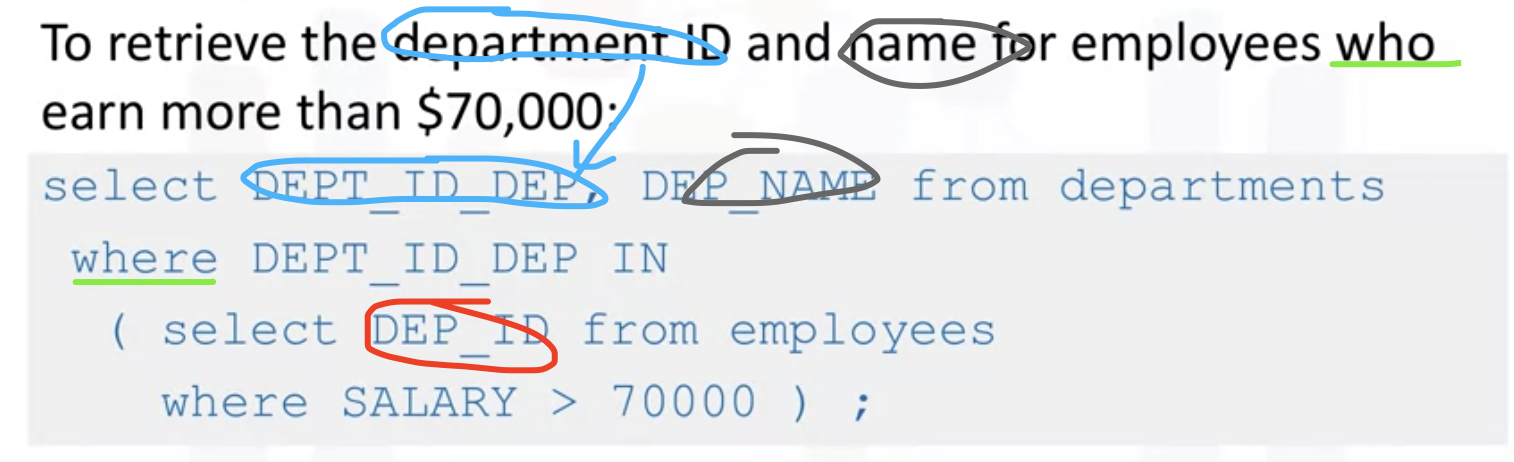 To retrieve the department ID and name for employees who
earn more than $70,000:
select DEPT_ID_DEP, DEP_NAME from departments
where DEPT_ID_DEP IN
( select DEP_ID from employees
where SALARY > 70000 ) ;